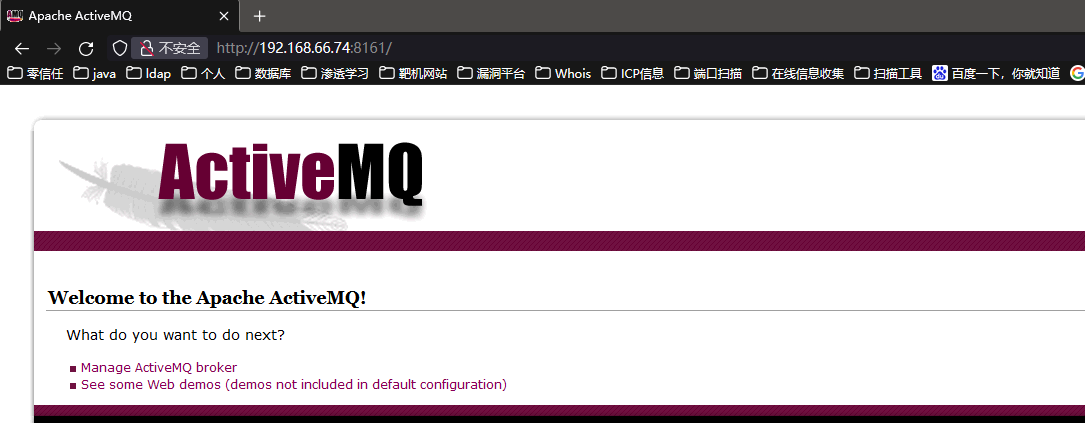 Apache ActiveMQ
不安全 http://192.168.66.74:8161/
零信任 java ldap 个人 数据库 渗透学习 靶机网站 漏洞平台 Whois ICP信息 端口扫描 在线信息收集 扫描工具 百度一下，你就知道
ActiveMQ
Welcome to the Apache ActiveMQ!
What do you want to do next?
Manage ActiveMQ broker
See some Web demos (demos not included in default configuration)